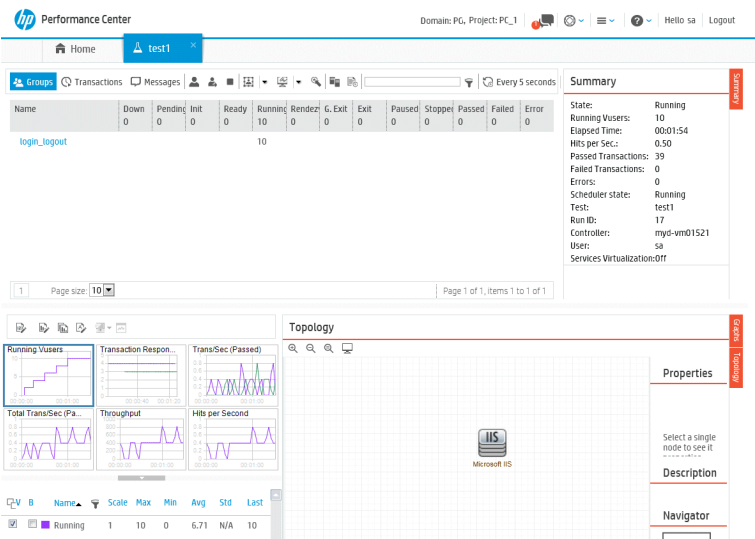 hp Performance Center
Domain: PG, Project: PC_1
Hello sa
Logout
Home
test1 ×
Groups
Transactions
Messages
Every 5 seconds
Name Down Pending Init Ready Running Rendez G. Exit Exit Paused Stopped Passed Failed Error
0 0 0 0 10 0 0 0 0 0 0 0 0
login_logout 10
1 Page size: 10
Page 1 of 1, items 1 to 1 of 1
Summary
State: Running
Running Vusers: 10
Elapsed Time: 00:01:54
Hits per Sec.: 0.50
Passed Transactions: 39
Failed Transactions: 0
Errors: 0
Scheduler state: Running
Test: test1
Run ID: 17
Controller: myd-vm01521
User: sa
Services Virtualization:Off
Summary
Running Vusers
Transaction Respon...
Trans/Sec (Passed)
Total Trans/Sec (Pa...
Throughput
Hits per Second
V B Name Scale Max Min Avg Std Last
Running 1 10 0 6.71 N/A 10
Topology
IIS
Microsoft IIS
Properties
Select a single
node to see it
Description
Navigator
Graphs
Topology